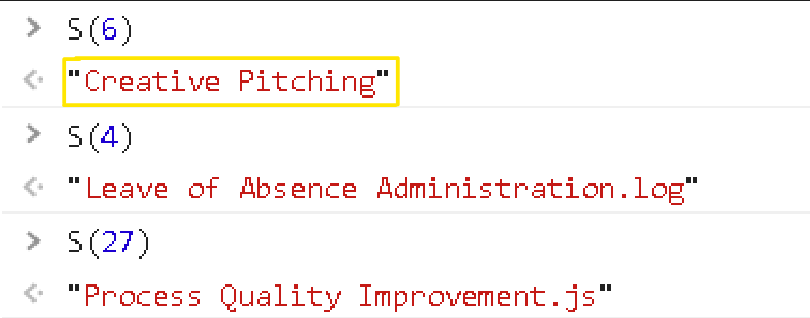 > S(6)
<· "Creative Pitching"
> S(4)
<· "Leave of Absence Administration.log"
> S(27)
<· "Process Quality Improvement.js"